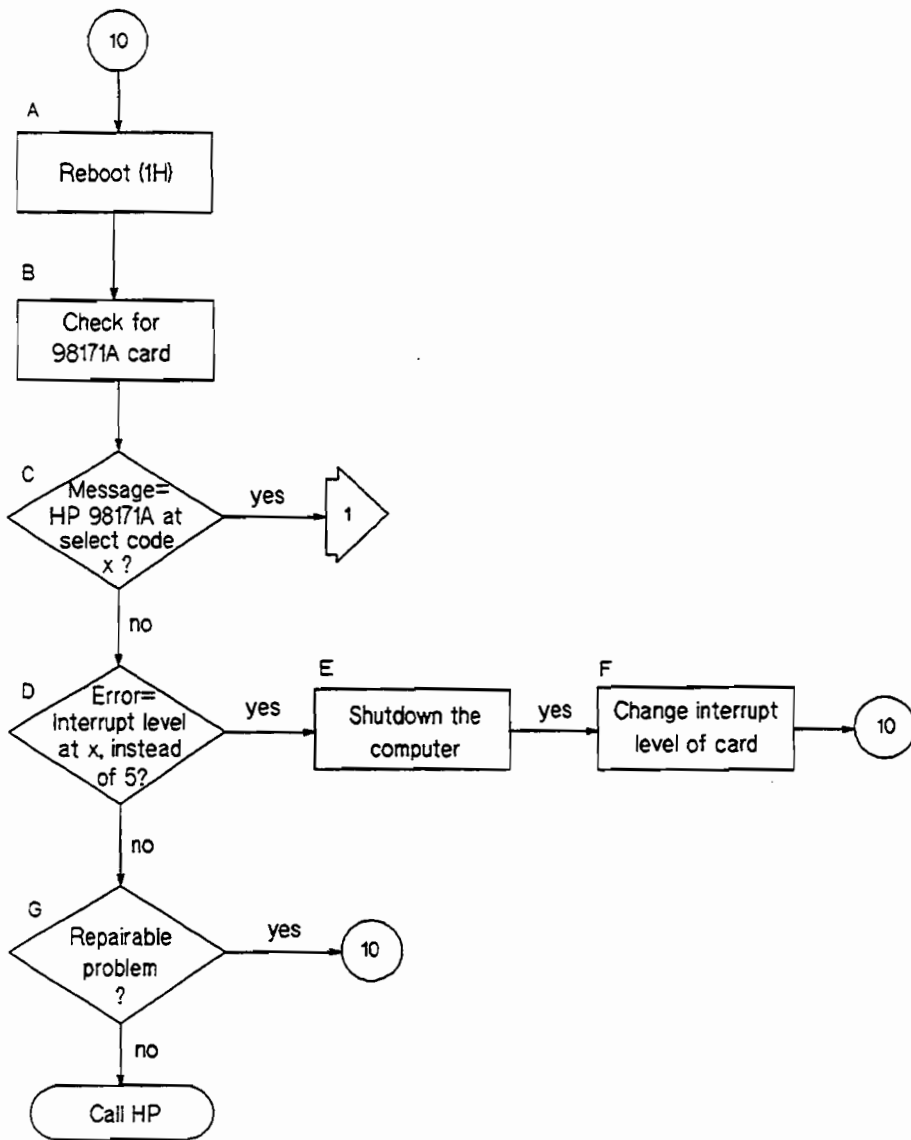 10
A
Reboot (1H)
B
Check for
98171A card
C
Message=
HP 98171A at
select code
x ?
yes
1
no
D
Error=
interrupt level
at x, instead
of 5?
yes
E
Shutdown the
computer
yes
F
Change interrupt
level of card
10
no
G
Repairable
problem
?
yes
10
no
Call HP